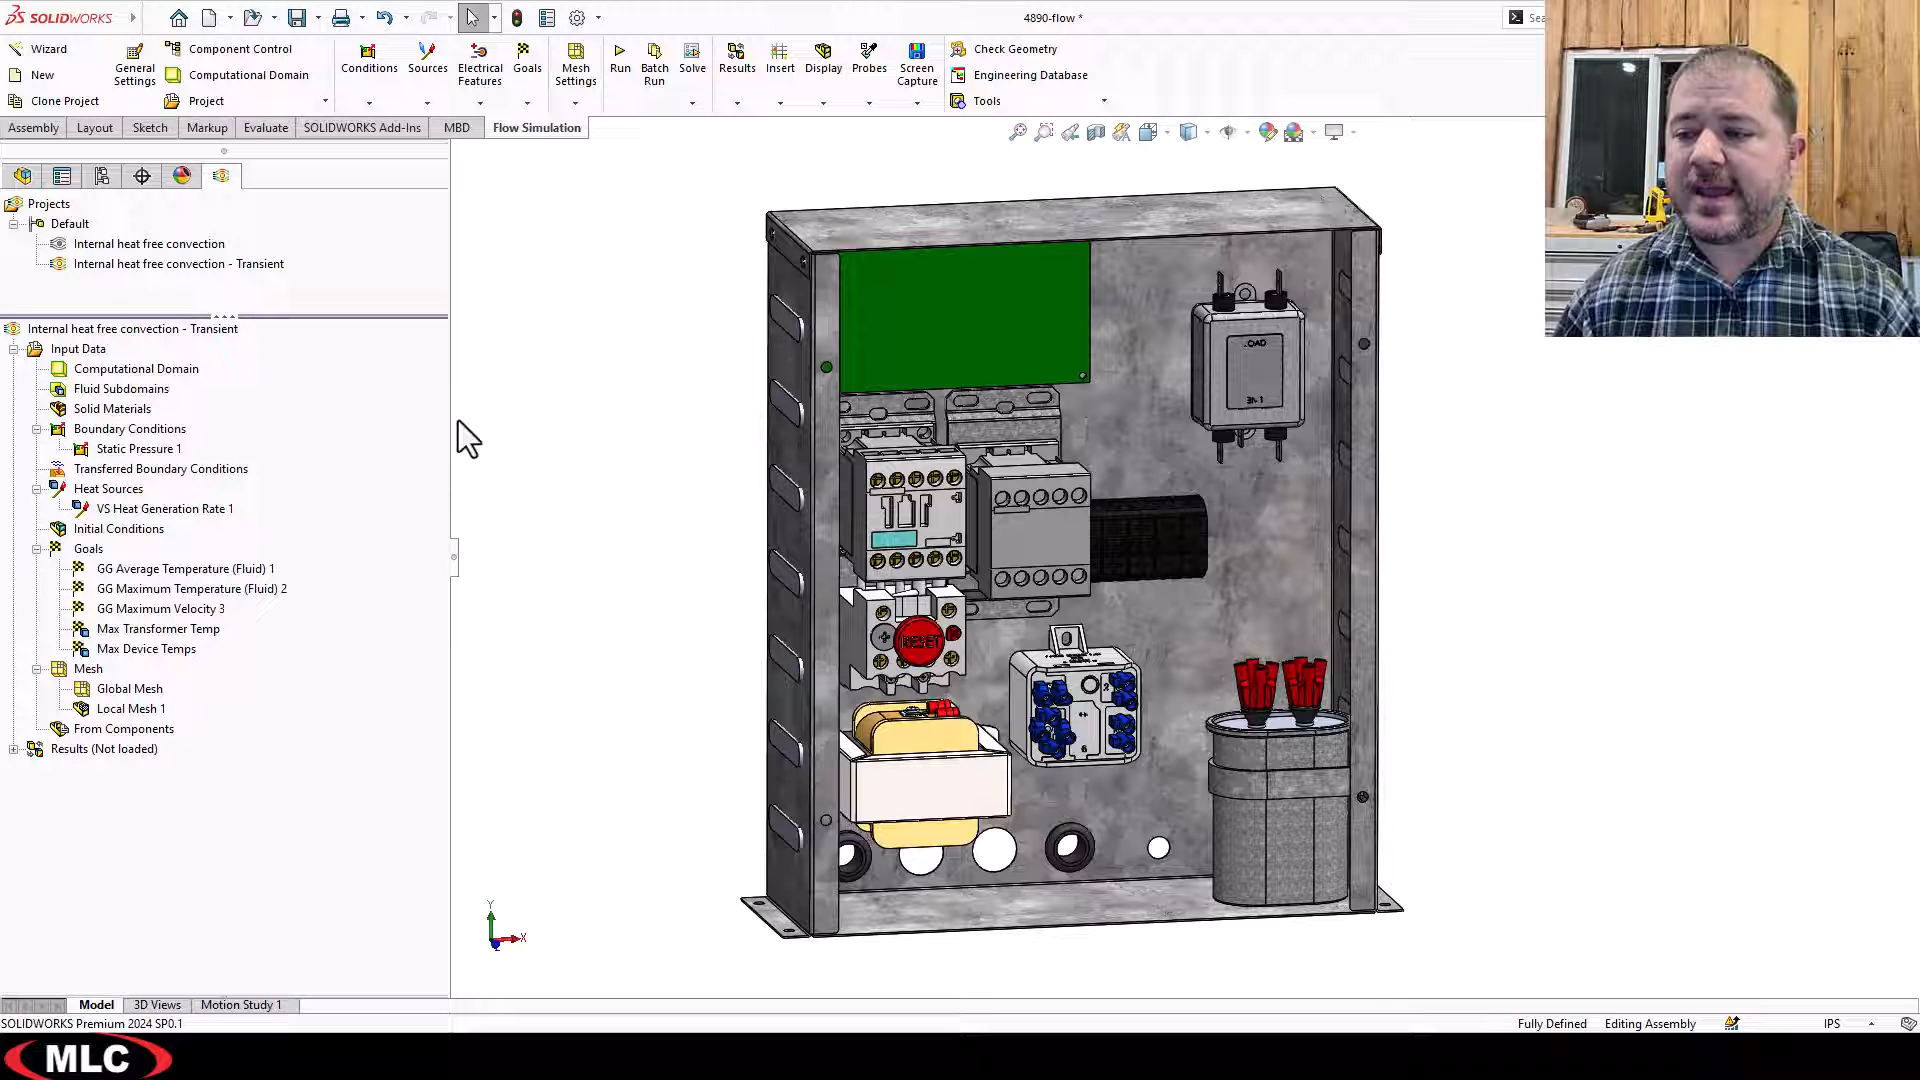 SOLIDWORKS
4890-flow *
Sea
Wizard
New
Clone Project
General Settings
Component Control
Computational Domain
Project
Conditions
Sources
Electrical Features
Goals
Mesh Settings
Run
Batch Run
Solve
Results
Insert
Display
Probes
Screen Capture
Check Geometry
Engineering Database
Tools
Assembly
Layout
Sketch
Markup
Evaluate
SOLIDWORKS Add-Ins
MBD
Flow Simulation
Projects
Default
Internal heat free convection
Internal heat free convection - Transient
Internal heat free convection - Transient
Input Data
Computational Domain
Fluid Subdomains
Solid Materials
Boundary Conditions
Static Pressure 1
Transferred Boundary Conditions
Heat Sources
VS Heat Generation Rate 1
Initial Conditions
Goals
GG Average Temperature (Fluid) 1
GG Maximum Temperature (Fluid) 2
GG Maximum Velocity 3
Max Transformer Temp
Max Device Temps
Mesh
Global Mesh
Local Mesh 1
From Components
Results (Not loaded)
RESET
Y
X
Model
3D Views
Motion Study 1
SOLIDWORKS Premium 2024 SP0.1
Fully Defined
Editing Assembly
IPS
MLC